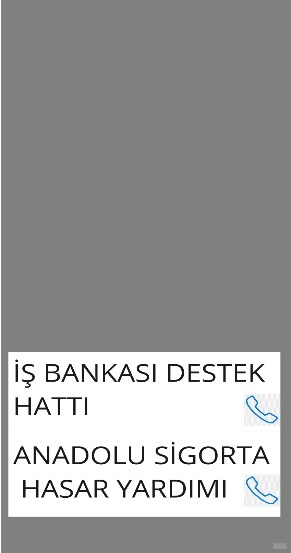 İŞ BANKASI DESTEK
HATTI
ANADOLU SİGORTA
HASAR YARDIMI